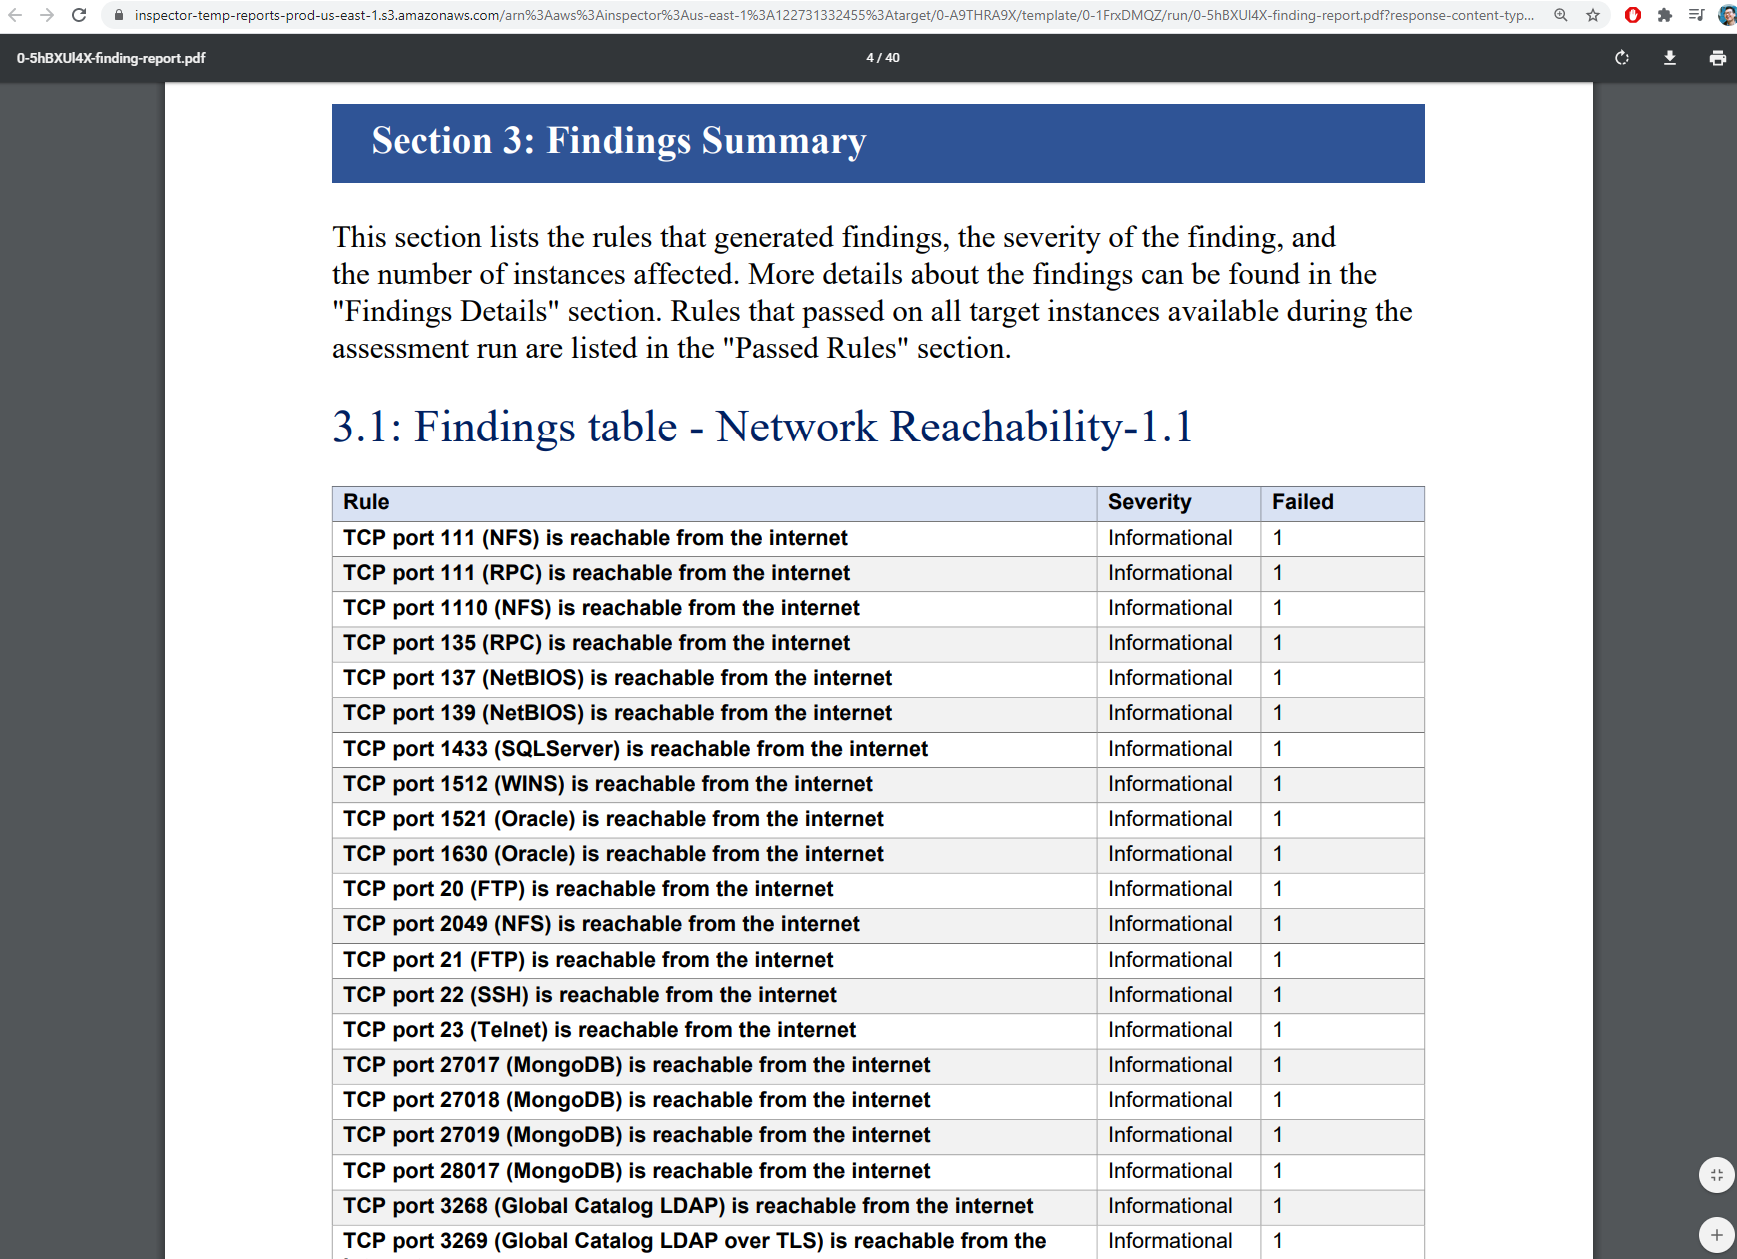 inspector-temp-reports-prod-us-east-1.s3.amazonaws.com/arn%3Aaws%3Ainspector%3Aus-east-1%3A122731332455%3Atarget/0-A9THRA9X/template/0-1FrxDMQZ/run/0-5hBXUI4X-finding-report.pdf?response-content-typ...
0-5hBXUI4X-finding-report.pdf
4 / 40
Section 3: Findings Summary
This section lists the rules that generated findings, the severity of the finding, and
the number of instances affected. More details about the findings can be found in the
"Findings Details" section. Rules that passed on all target instances available during the
assessment run are listed in the "Passed Rules" section.
3.1: Findings table - Network Reachability-1.1
Rule Severity Failed
TCP port 111 (NFS) is reachable from the internet Informational 1
TCP port 111 (RPC) is reachable from the internet Informational 1
TCP port 1110 (NFS) is reachable from the internet Informational 1
TCP port 135 (RPC) is reachable from the internet Informational 1
TCP port 137 (NetBIOS) is reachable from the internet Informational 1
TCP port 139 (NetBIOS) is reachable from the internet Informational 1
TCP port 1433 (SQLServer) is reachable from the internet Informational 1
TCP port 1512 (WINS) is reachable from the internet Informational 1
TCP port 1521 (Oracle) is reachable from the internet Informational 1
TCP port 1630 (Oracle) is reachable from the internet Informational 1
TCP port 20 (FTP) is reachable from the internet Informational 1
TCP port 2049 (NFS) is reachable from the internet Informational 1
TCP port 21 (FTP) is reachable from the internet Informational 1
TCP port 22 (SSH) is reachable from the internet Informational 1
TCP port 23 (Telnet) is reachable from the internet Informational 1
TCP port 27017 (MongoDB) is reachable from the internet Informational 1
TCP port 27018 (MongoDB) is reachable from the internet Informational 1
TCP port 27019 (MongoDB) is reachable from the internet Informational 1
TCP port 28017 (MongoDB) is reachable from the internet Informational 1
TCP port 3268 (Global Catalog LDAP) is reachable from the internet Informational 1
TCP port 3269 (Global Catalog LDAP over TLS) is reachable from the Informational 1